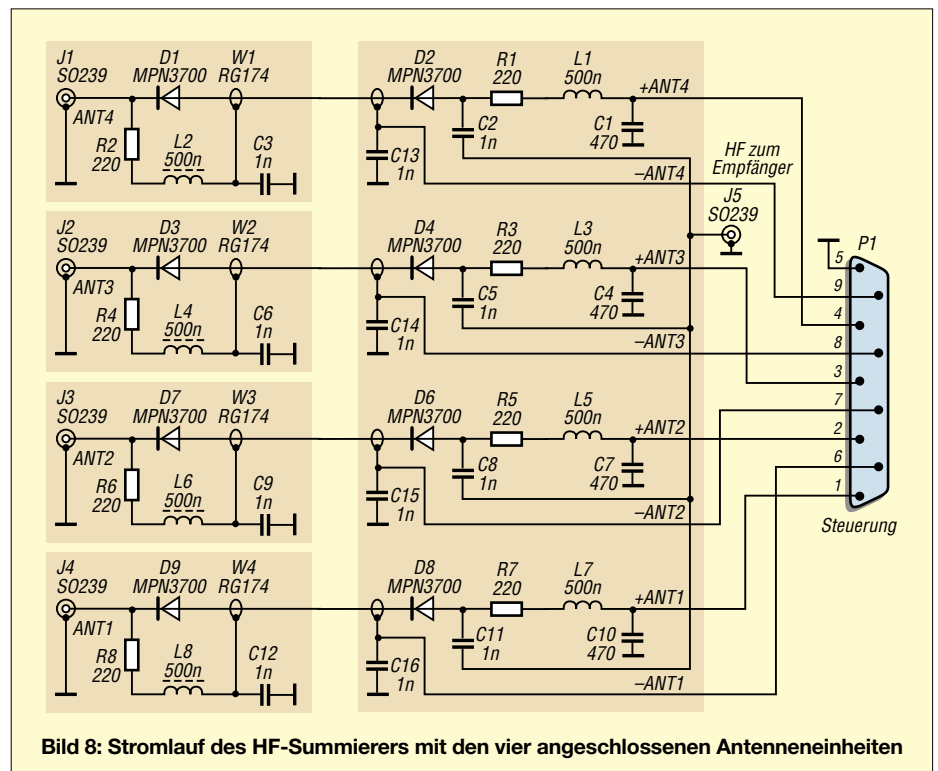 J1 D1 W1 D2 R1 L1
SO239 MPN3700 RG174 MPN3700 220 500n +ANT4
ANT4
R2 220
L2 500n
C3 1n
C13 1n
C2 1n
C1 470
–ANT4
HF zum
Empfänger
J5
SO239
P1
J2 D3 W2 D4 R3 L3
SO239 MPN3700 RG174 MPN3700 220 500n +ANT3
ANT3
R4 220
L4 500n
C6 1n
C14 1n
C5 1n
C4 470
–ANT3
5
9
4
8
3
7
2
6
1
Steuerung
J3 D7 W3 D6 R5 L5
SO239 MPN3700 RG174 MPN3700 220 500n +ANT2
ANT2
R6 220
L6 500n
C9 1n
C15 1n
C8 1n
C7 470
–ANT2
J4 D9 W4 D8 R7 L7
SO239 MPN3700 RG174 MPN3700 220 500n +ANT1
ANT1
R8 220
L8 500n
C12 1n
C16 1n
C11 1n
C10 470
–ANT1
Bild 8: Stromlauf des HF-Summierers mit den vier angeschlossenen Antenneneinheiten